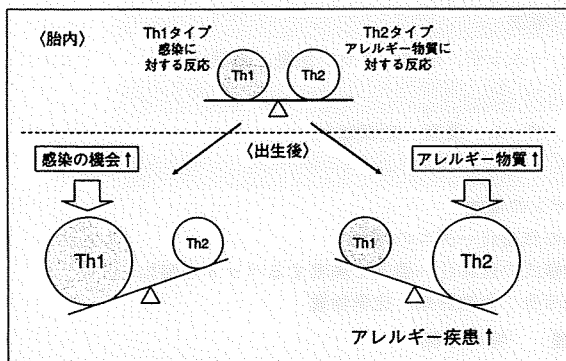 〈胎内〉
Th1タイプ
感染に
対する反応
Th2タイプ
アレルギー物質に
対する反応
Th1
Th2
〈出生後〉
感染の機会↑
アレルギー物質↑
Th1
Th2
Th1
Th2
アレルギー疾患↑